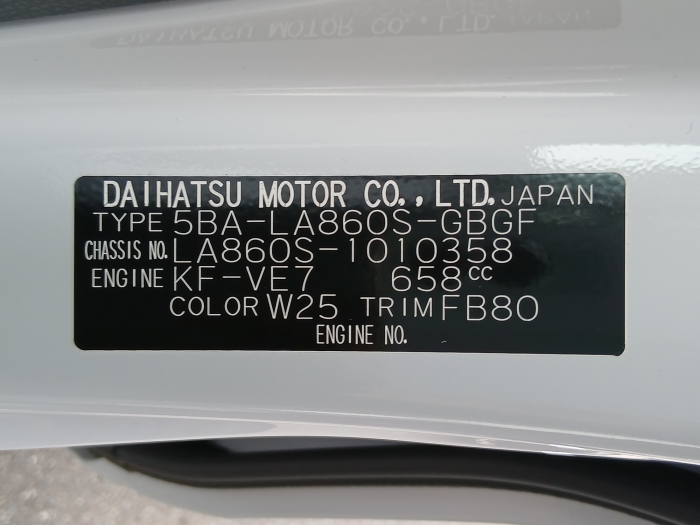 DAIHATSU MOTOR CO., LTD. JAPAN
TYPE 5BA-LA860S-GBGF
CHASSIS NO. LA860S-1010358
ENGINE KF-VE7 658cc
COLOR W25 TRIM FB80
ENGINE NO.